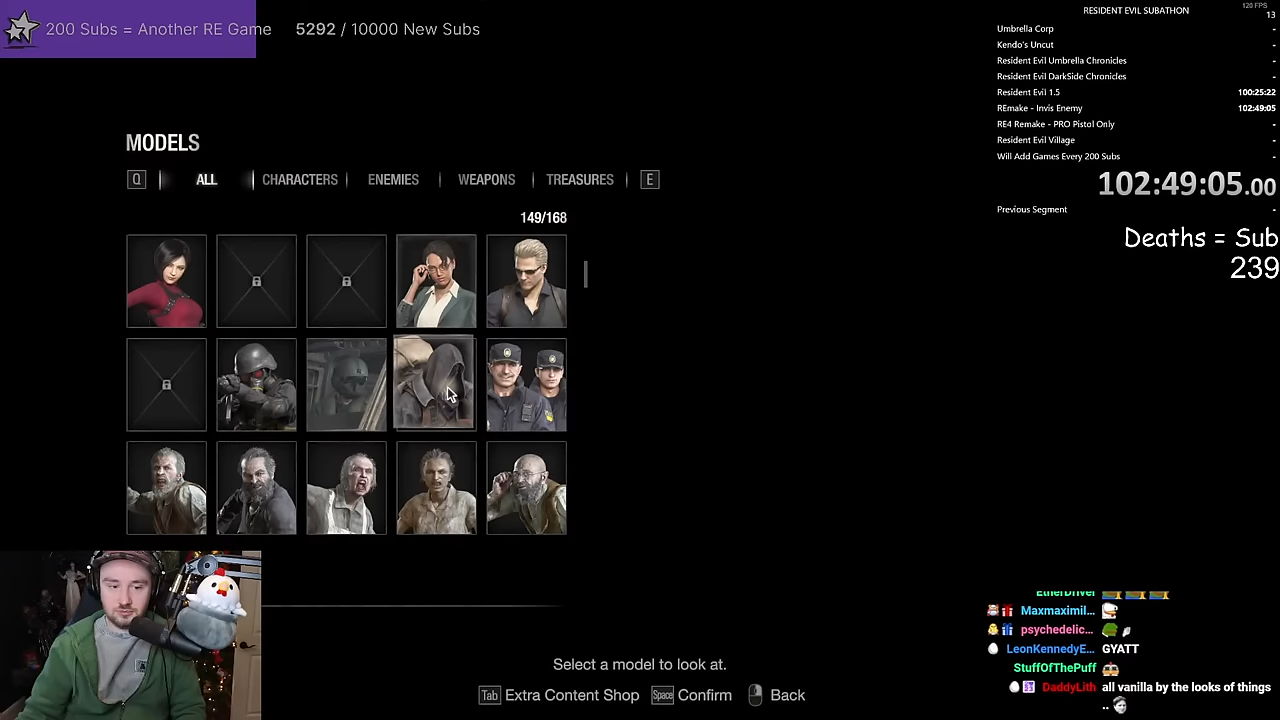 200 Subs = Another RE Game 5292 / 10000 New Subs
120 FPS
RESIDENT EVIL SUBATHON 13
Umbrella Corp -
Kendo's Uncut -
Resident Evil Umbrella Chronicles -
Resident Evil DarkSide Chronicles -
Resident Evil 1.5 100:25:22
REmake - Invis Enemy 102:49:05
RE4 Remake - PRO Pistol Only -
Resident Evil Village -
Will Add Games Every 200 Subs -
102:49:05.00
Previous Segment -
Deaths = Sub
239
MODELS
Q ALL CHARACTERS ENEMIES WEAPONS TREASURES E
149/168
EtherDriver
Maxmaximil...
psychedelic...
LeonKennedyE... GYATT
StuffOfThePuff
DaddyLith all vanilla by the looks of things
..
Select a model to look at.
Tab Extra Content Shop Space Confirm Back